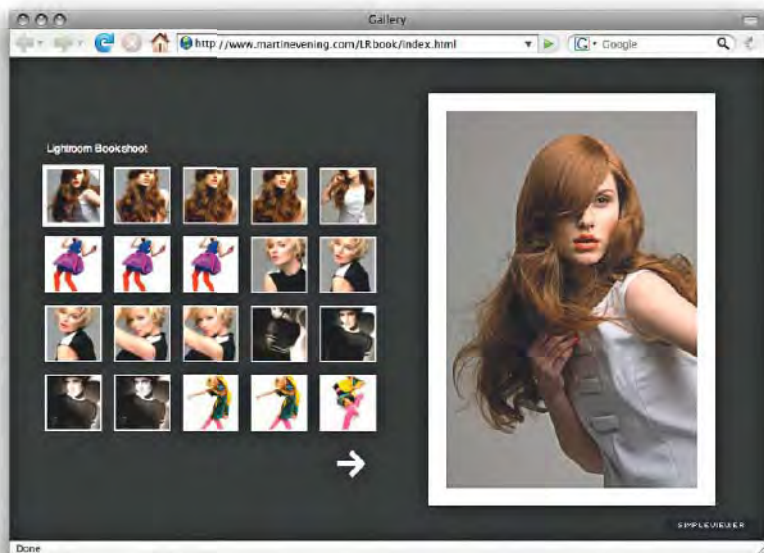 Gallery
http://www.martinevening.com/LRbook/index.html
Google
Lightroom Bookshoot
SIMPLEVIEWER
Done